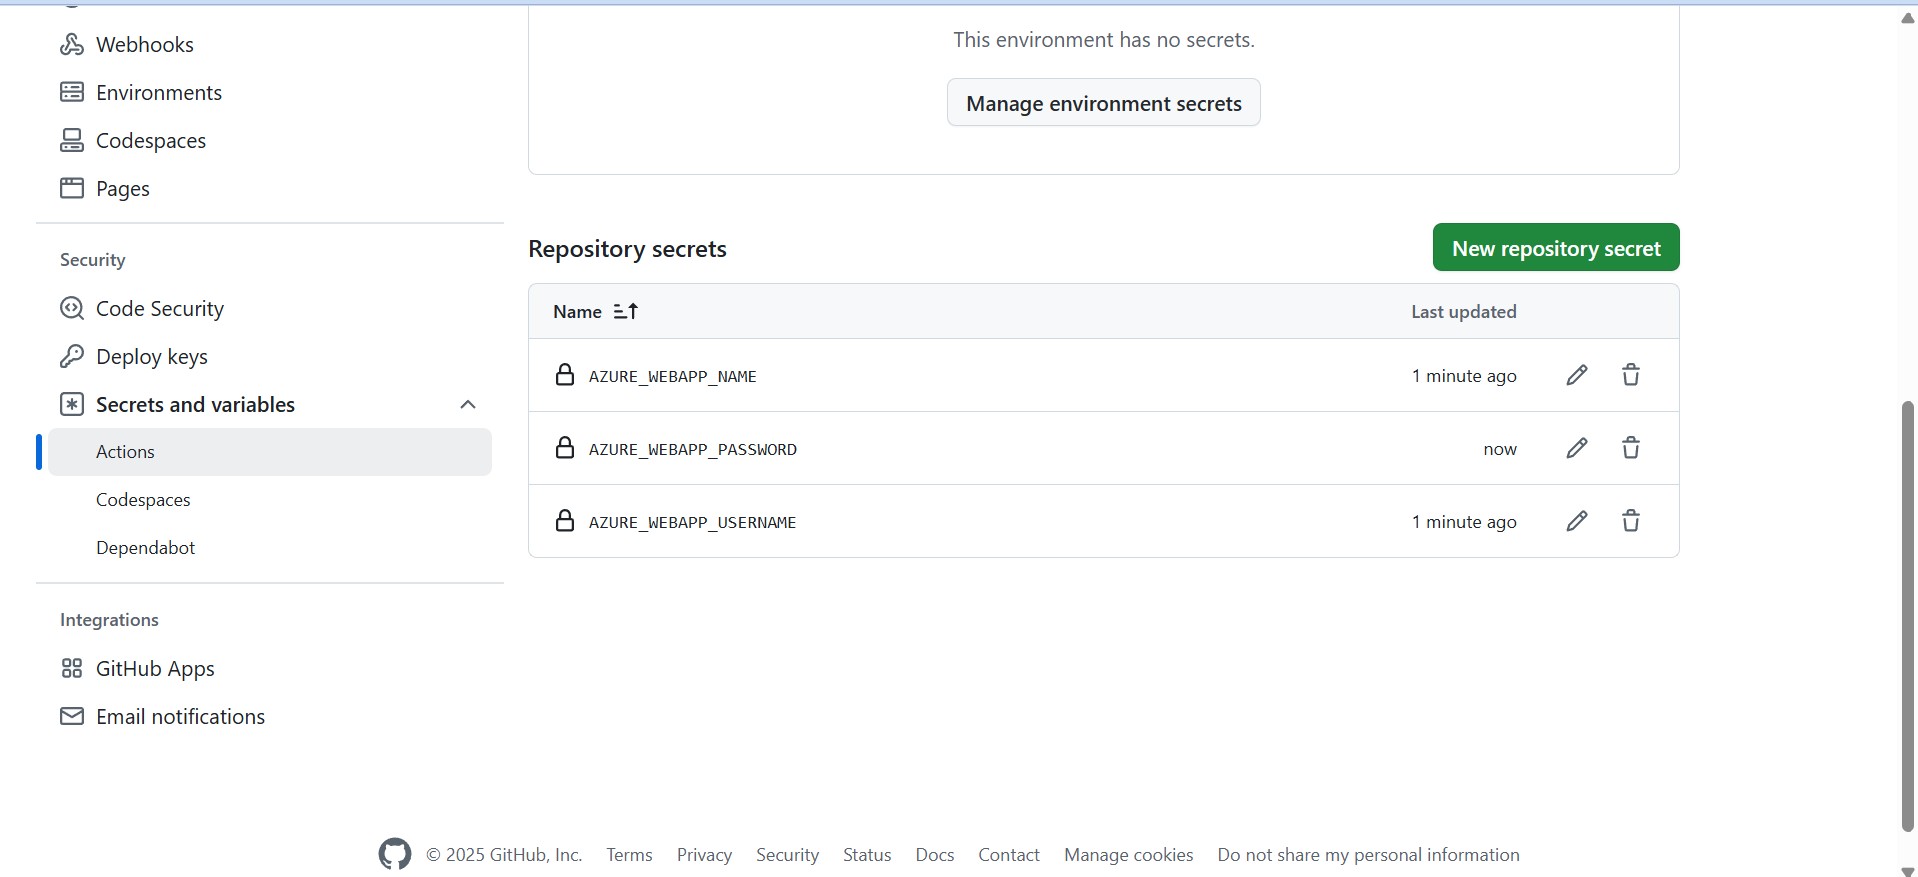 Webhooks
Environments
Codespaces
Pages
Security
Code Security
Deploy keys
Secrets and variables
Actions
Codespaces
Dependabot
Integrations
GitHub Apps
Email notifications
This environment has no secrets.
Manage environment secrets
Repository secrets
New repository secret
Name Last updated
AZURE_WEBAPP_NAME 1 minute ago
AZURE_WEBAPP_PASSWORD now
AZURE_WEBAPP_USERNAME 1 minute ago
© 2025 GitHub, Inc. Terms Privacy Security Status Docs Contact Manage cookies Do not share my personal information